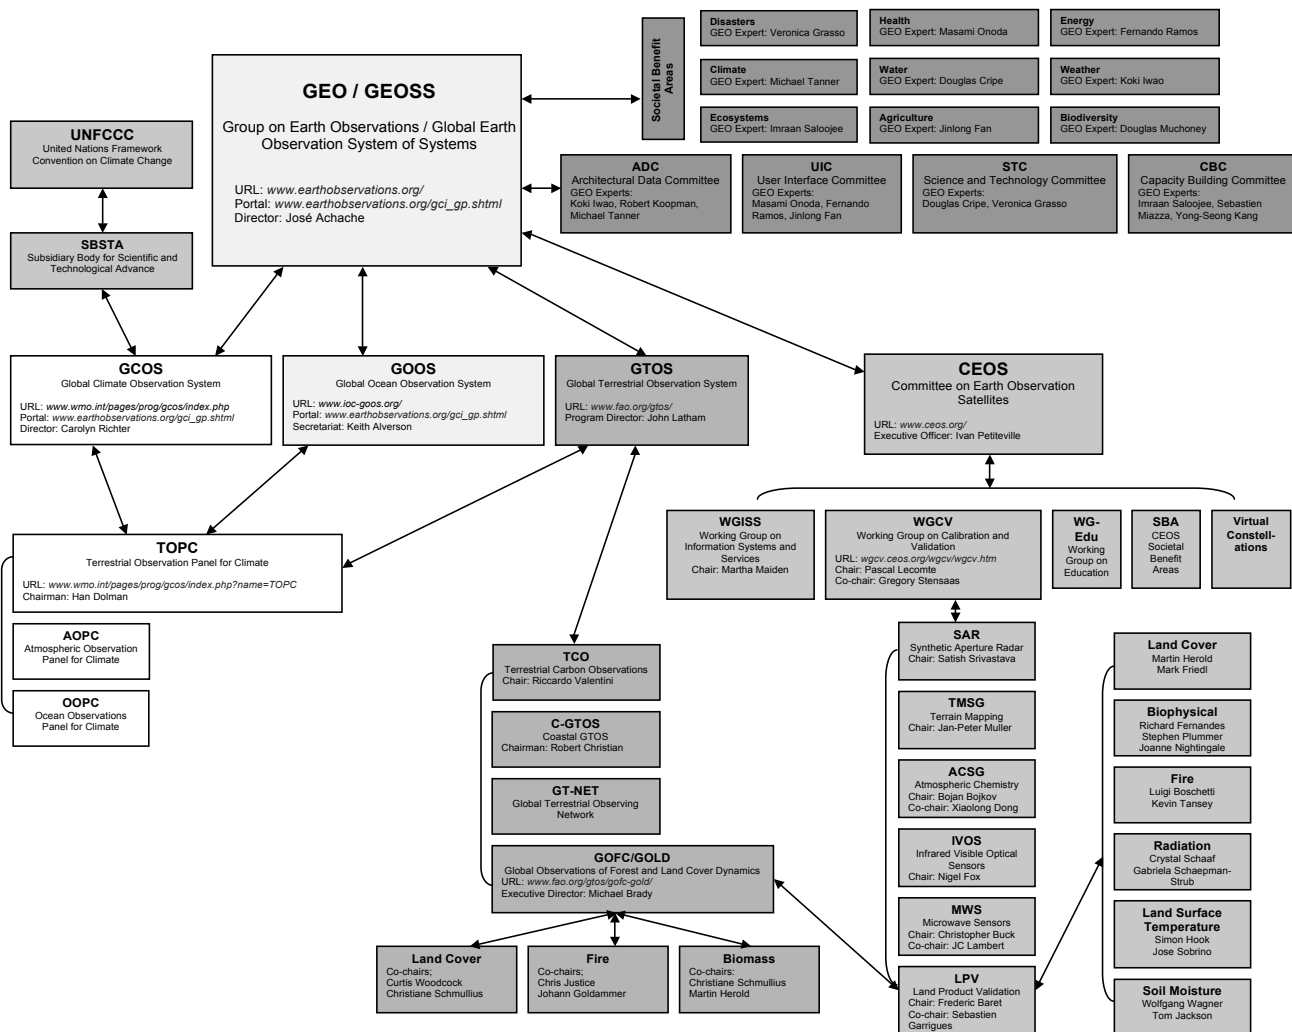 Societal Benefit
Areas
Disasters
GEO Expert: Veronica Grasso
Health
GEO Expert: Masami Onoda
Energy
GEO Expert: Fernando Ramos
Climate
GEO Expert: Michael Tanner
Water
GEO Expert: Douglas Cripe
Weather
GEO Expert: Koki Iwao
Ecosystems
GEO Expert: Imraan Saloojee
Agriculture
GEO Expert: Jinlong Fan
Biodiversity
GEO Expert: Douglas Muchoney
GEO / GEOSS
Group on Earth Observations / Global Earth
Observation System of Systems
URL: www.earthobservations.org/
Portal: www.earthobservations.org/gci_gp.shtml
Director: José Achache
UNFCCC
United Nations Framework
Convention on Climate Change
SBSTA
Subsidiary Body for Scientific and
Technological Advance
ADC
Architectural Data Committee
GEO Experts:
Koki Iwao, Robert Koopman,
Michael Tanner
UIC
User Interface Committee
GEO Experts:
Masami Onoda, Fernando
Ramos, Jinlong Fan
STC
Science and Technology Committee
GEO Experts:
Douglas Cripe, Veronica Grasso
CBC
Capacity Building Committee
GEO Experts:
Imraan Saloojee, Sebastien
Miazza, Yong-Seong Kang
GCOS
Global Climate Observation System
URL: www.wmo.int/pages/prog/gcos/index.php
Portal: www.earthobservations.org/gci_gp.shtml
Director: Carolyn Richter
GOOS
Global Ocean Observation System
URL: www.ioc-goos.org/
Portal: www.earthobservations.org/gci_gp.shtml
Secretariat: Keith Alverson
GTOS
Global Terrestrial Observation System
URL: www.fao.org/gtos/
Program Director: John Latham
CEOS
Committee on Earth Observation
Satellites
URL: www.ceos.org/
Executive Officer: Ivan Petiteville
TOPC
Terrestrial Observation Panel for Climate
URL: www.wmo.int/pages/prog/gcos/index.php?name=TOPC
Chairman: Han Dolman
AOPC
Atmospheric Observation
Panel for Climate
OOPC
Ocean Observations
Panel for Climate
WGISS
Working Group on
Information Systems and
Services
Chair: Martha Maiden
WGCV
Working Group on Calibration and
Validation
URL: wgcv.ceos.org/wgcv/wgcv.htm
Chair: Pascal Lecomte
Co-chair: Gregory Stensaas
WG-
Edu
Working
Group on
Education
SBA
CEOS
Societal
Benefit
Areas
Virtual
Constell-
ations
TCO
Terrestrial Carbon Observations
Chair: Riccardo Valentini
C-GTOS
Coastal GTOS
Chairman: Robert Christian
GT-NET
Global Terrestrial Observing
Network
GOFC/GOLD
Global Observations of Forest and Land Cover Dynamics
URL: www.fao.org/gtos/gofc-gold/
Executive Director: Michael Brady
Land Cover
Co-chairs;
Curtis Woodcock
Christiane Schmullius
Fire
Co-chairs;
Chris Justice
Johann Goldammer
Biomass
Co-chairs:
Christiane Schmullius
Martin Herold
SAR
Synthetic Aperture Radar
Chair: Satish Srivastava
TMSG
Terrain Mapping
Chair: Jan-Peter Muller
ACSG
Atmospheric Chemistry
Chair: Bojan Bojkov
Co-chair: Xiaolong Dong
IVOS
Infrared Visible Optical
Sensors
Chair: Nigel Fox
MWS
Microwave Sensors
Chair: Christopher Buck
Co-chair: JC Lambert
LPV
Land Product Validation
Chair: Frederic Baret
Co-chair: Sebastien
Garrigues
Land Cover
Martin Herold
Mark Friedl
Biophysical
Richard Fernandes
Stephen Plummer
Joanne Nightingale
Fire
Luigi Boschetti
Kevin Tansey
Radiation
Crystal Schaaf
Gabriela Schaepman-
Strub
Land Surface
Temperature
Simon Hook
Jose Sobrino
Soil Moisture
Wolfgang Wagner
Tom Jackson